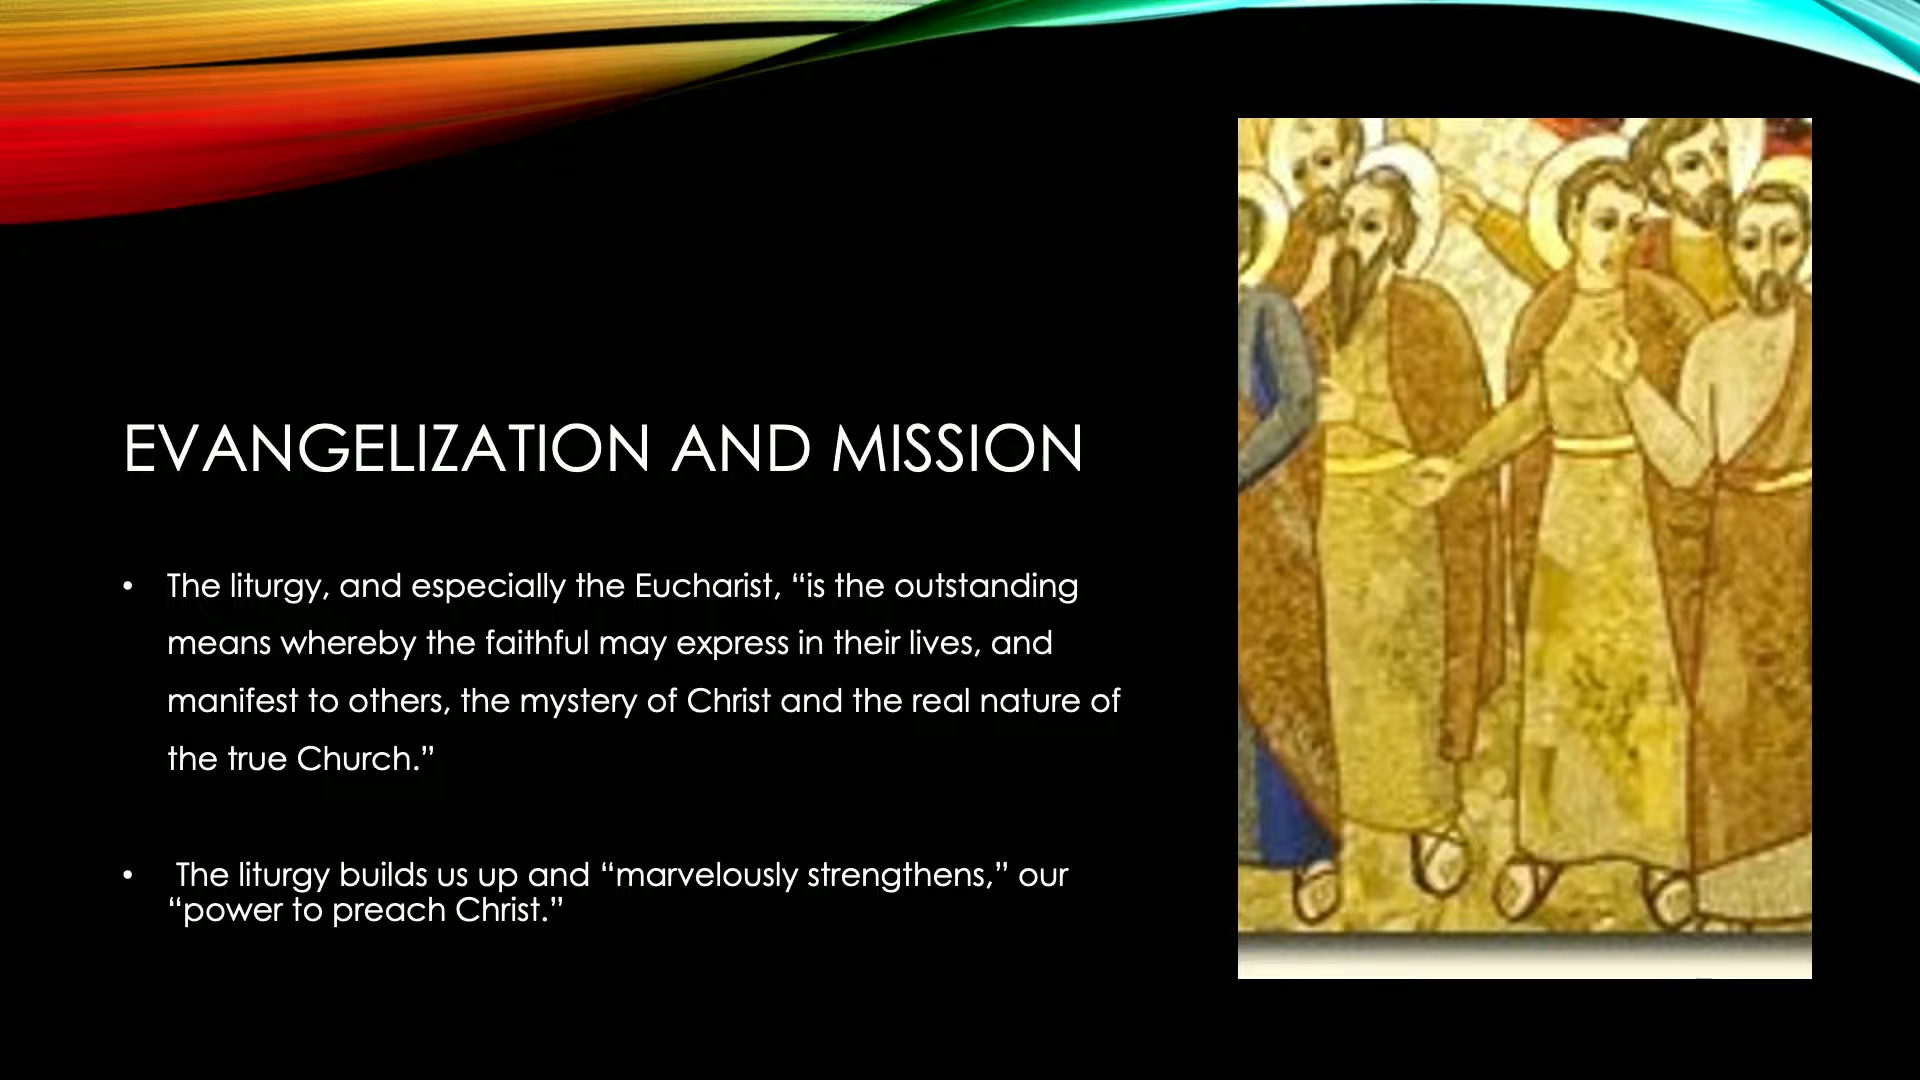 EVANGELIZATION AND MISSION
• The liturgy, and especially the Eucharist, “is the outstanding
means whereby the faithful may express in their lives, and
manifest to others, the mystery of Christ and the real nature of
the true Church.”
• The liturgy builds us up and “marvelously strengthens,” our
“power to preach Christ.”